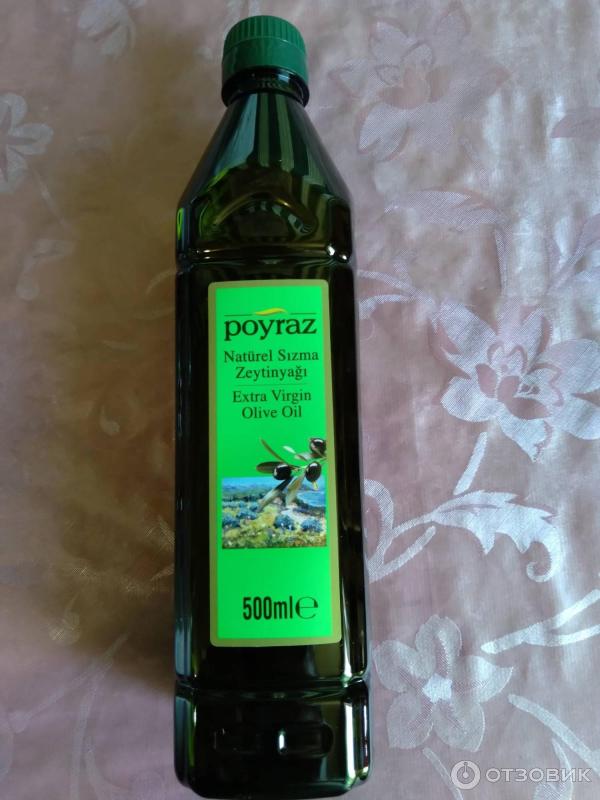 poyraz
Natürel Sızma
Zeytinyağı
Extra Virgin
Olive Oil
500ml℮
ОТЗОВИК